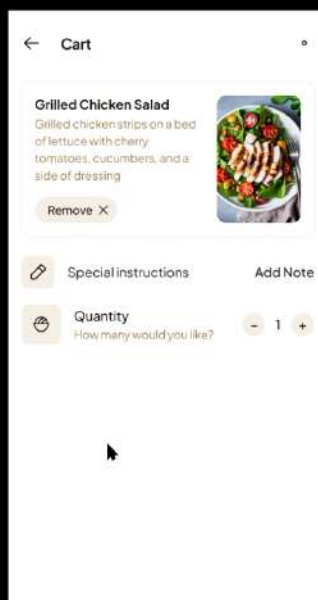 Cart
Grilled Chicken Salad
Grilled chicken strips on a bed
of lettuce with cherry
tomatoes, cucumbers, and a
side of dressing
Remove ×
Special instructions Add Note
Quantity
How many would you like?
- 1 +